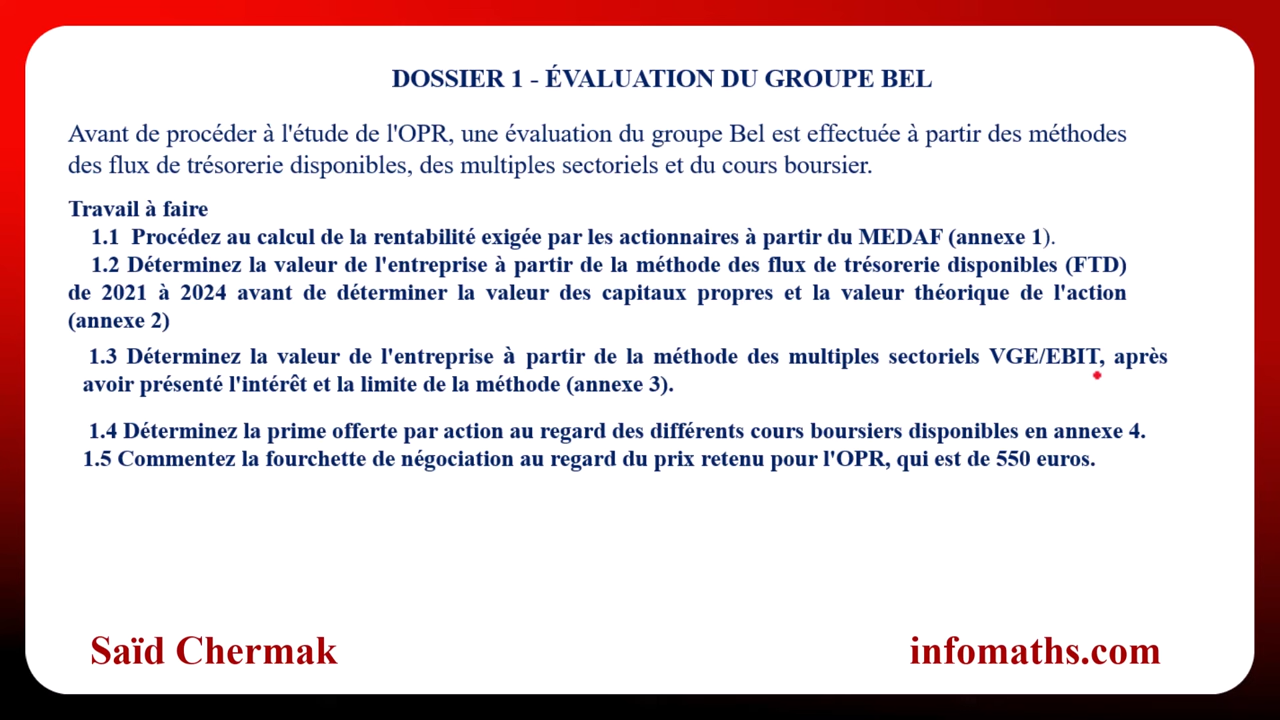 DOSSIER 1 - ÉVALUATION DU GROUPE BEL
Avant de procéder à l'étude de l'OPR, une évaluation du groupe Bel est effectuée à partir des méthodes
des flux de trésorerie disponibles, des multiples sectoriels et du cours boursier.
Travail à faire
1.1 Procédez au calcul de la rentabilité exigée par les actionnaires à partir du MEDAF (annexe 1).
1.2 Déterminez la valeur de l'entreprise à partir de la méthode des flux de trésorerie disponibles (FTD)
de 2021 à 2024 avant de déterminer la valeur des capitaux propres et la valeur théorique de l'action
(annexe 2)
1.3 Déterminez la valeur de l'entreprise à partir de la méthode des multiples sectoriels VGE/EBIT, après
avoir présenté l'intérêt et la limite de la méthode (annexe 3).
1.4 Déterminez la prime offerte par action au regard des différents cours boursiers disponibles en annexe 4.
1.5 Commentez la fourchette de négociation au regard du prix retenu pour l'OPR, qui est de 550 euros.
Saïd Chermak
infomaths.com